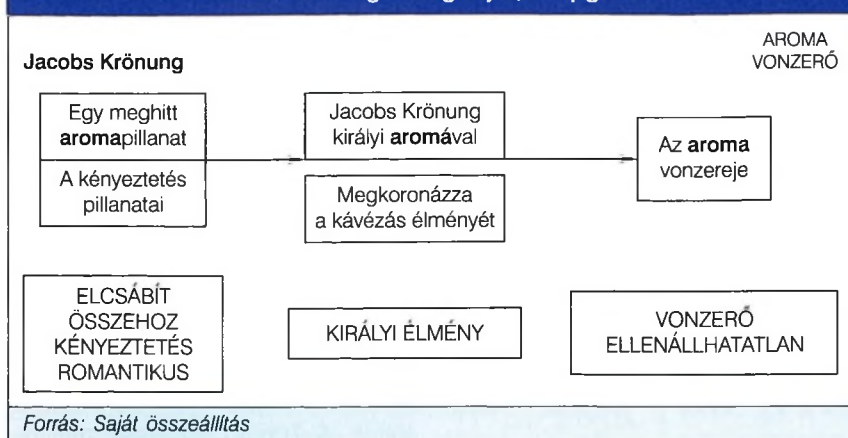 Jacobs Krönung
AROMA
VONZERŐ
Egy meghitt
aromapillanat
A kényeztetés
pillanatai
Jacobs Krönung
királyi aromával
Megkoronázza
a kávézás élményét
Az aroma
vonzereje
ELCSÁBÍT
ÖSSZEHOZ
KÉNYEZTETÉS
ROMANTIKUS
KIRÁLYI ÉLMÉNY
VONZERŐ
ELLENÁLLHATATLAN
Forrás: Saját összeállítás